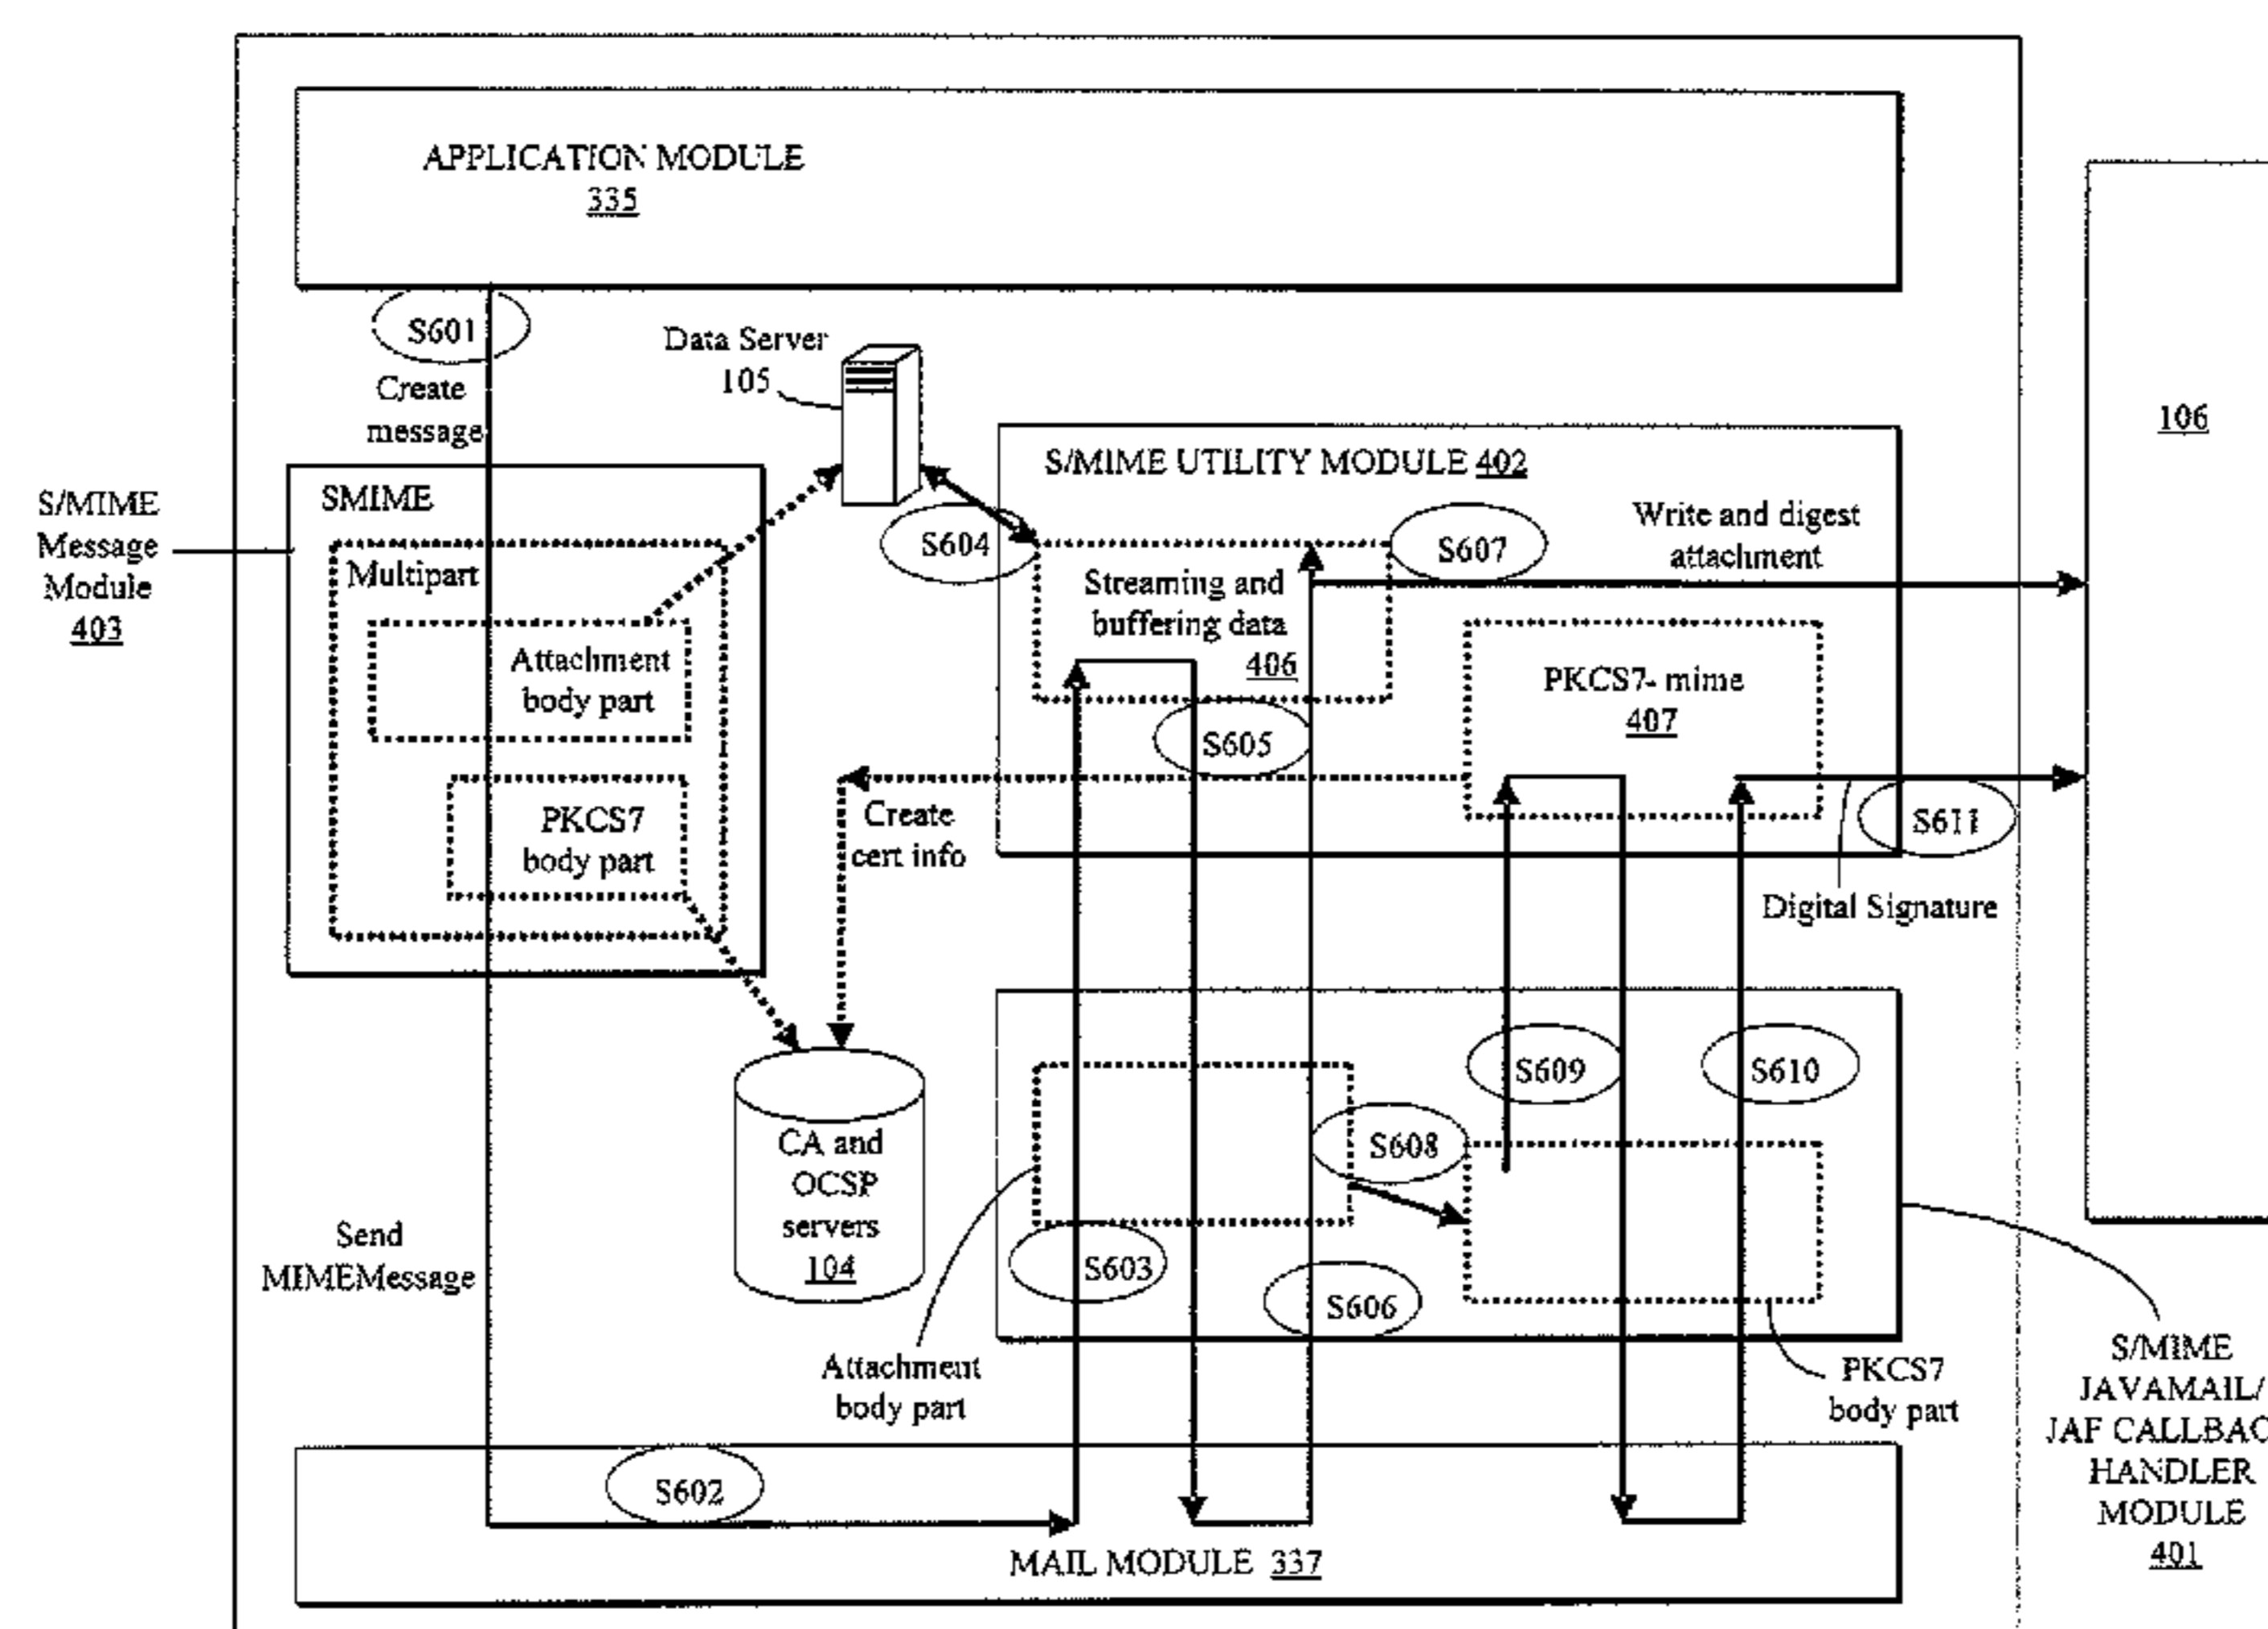 APPLICATION MODULE
335
S601
Create
message
Data Server
105
106
S/MIME UTILITY MODULE 402
S/MIME
Message
Module
403
SMIME
Multipart
Attachment
body part
PKCS7
body part
S604
S607
Write and digest
attachment
Streaming and
buffering data
406
PKCS7- mime
407
S605
Create
cert info
S611
Digital Signature
CA and
OCSP
servers
104
S609
S610
S608
S603
S606
Send
MIMEMessage
Attachment
body part
PKCS7
body part
S/MIME
JAVAMAIL/
JAF CALLBAC
HANDLER
MODULE
401
S602
MAIL MODULE 337